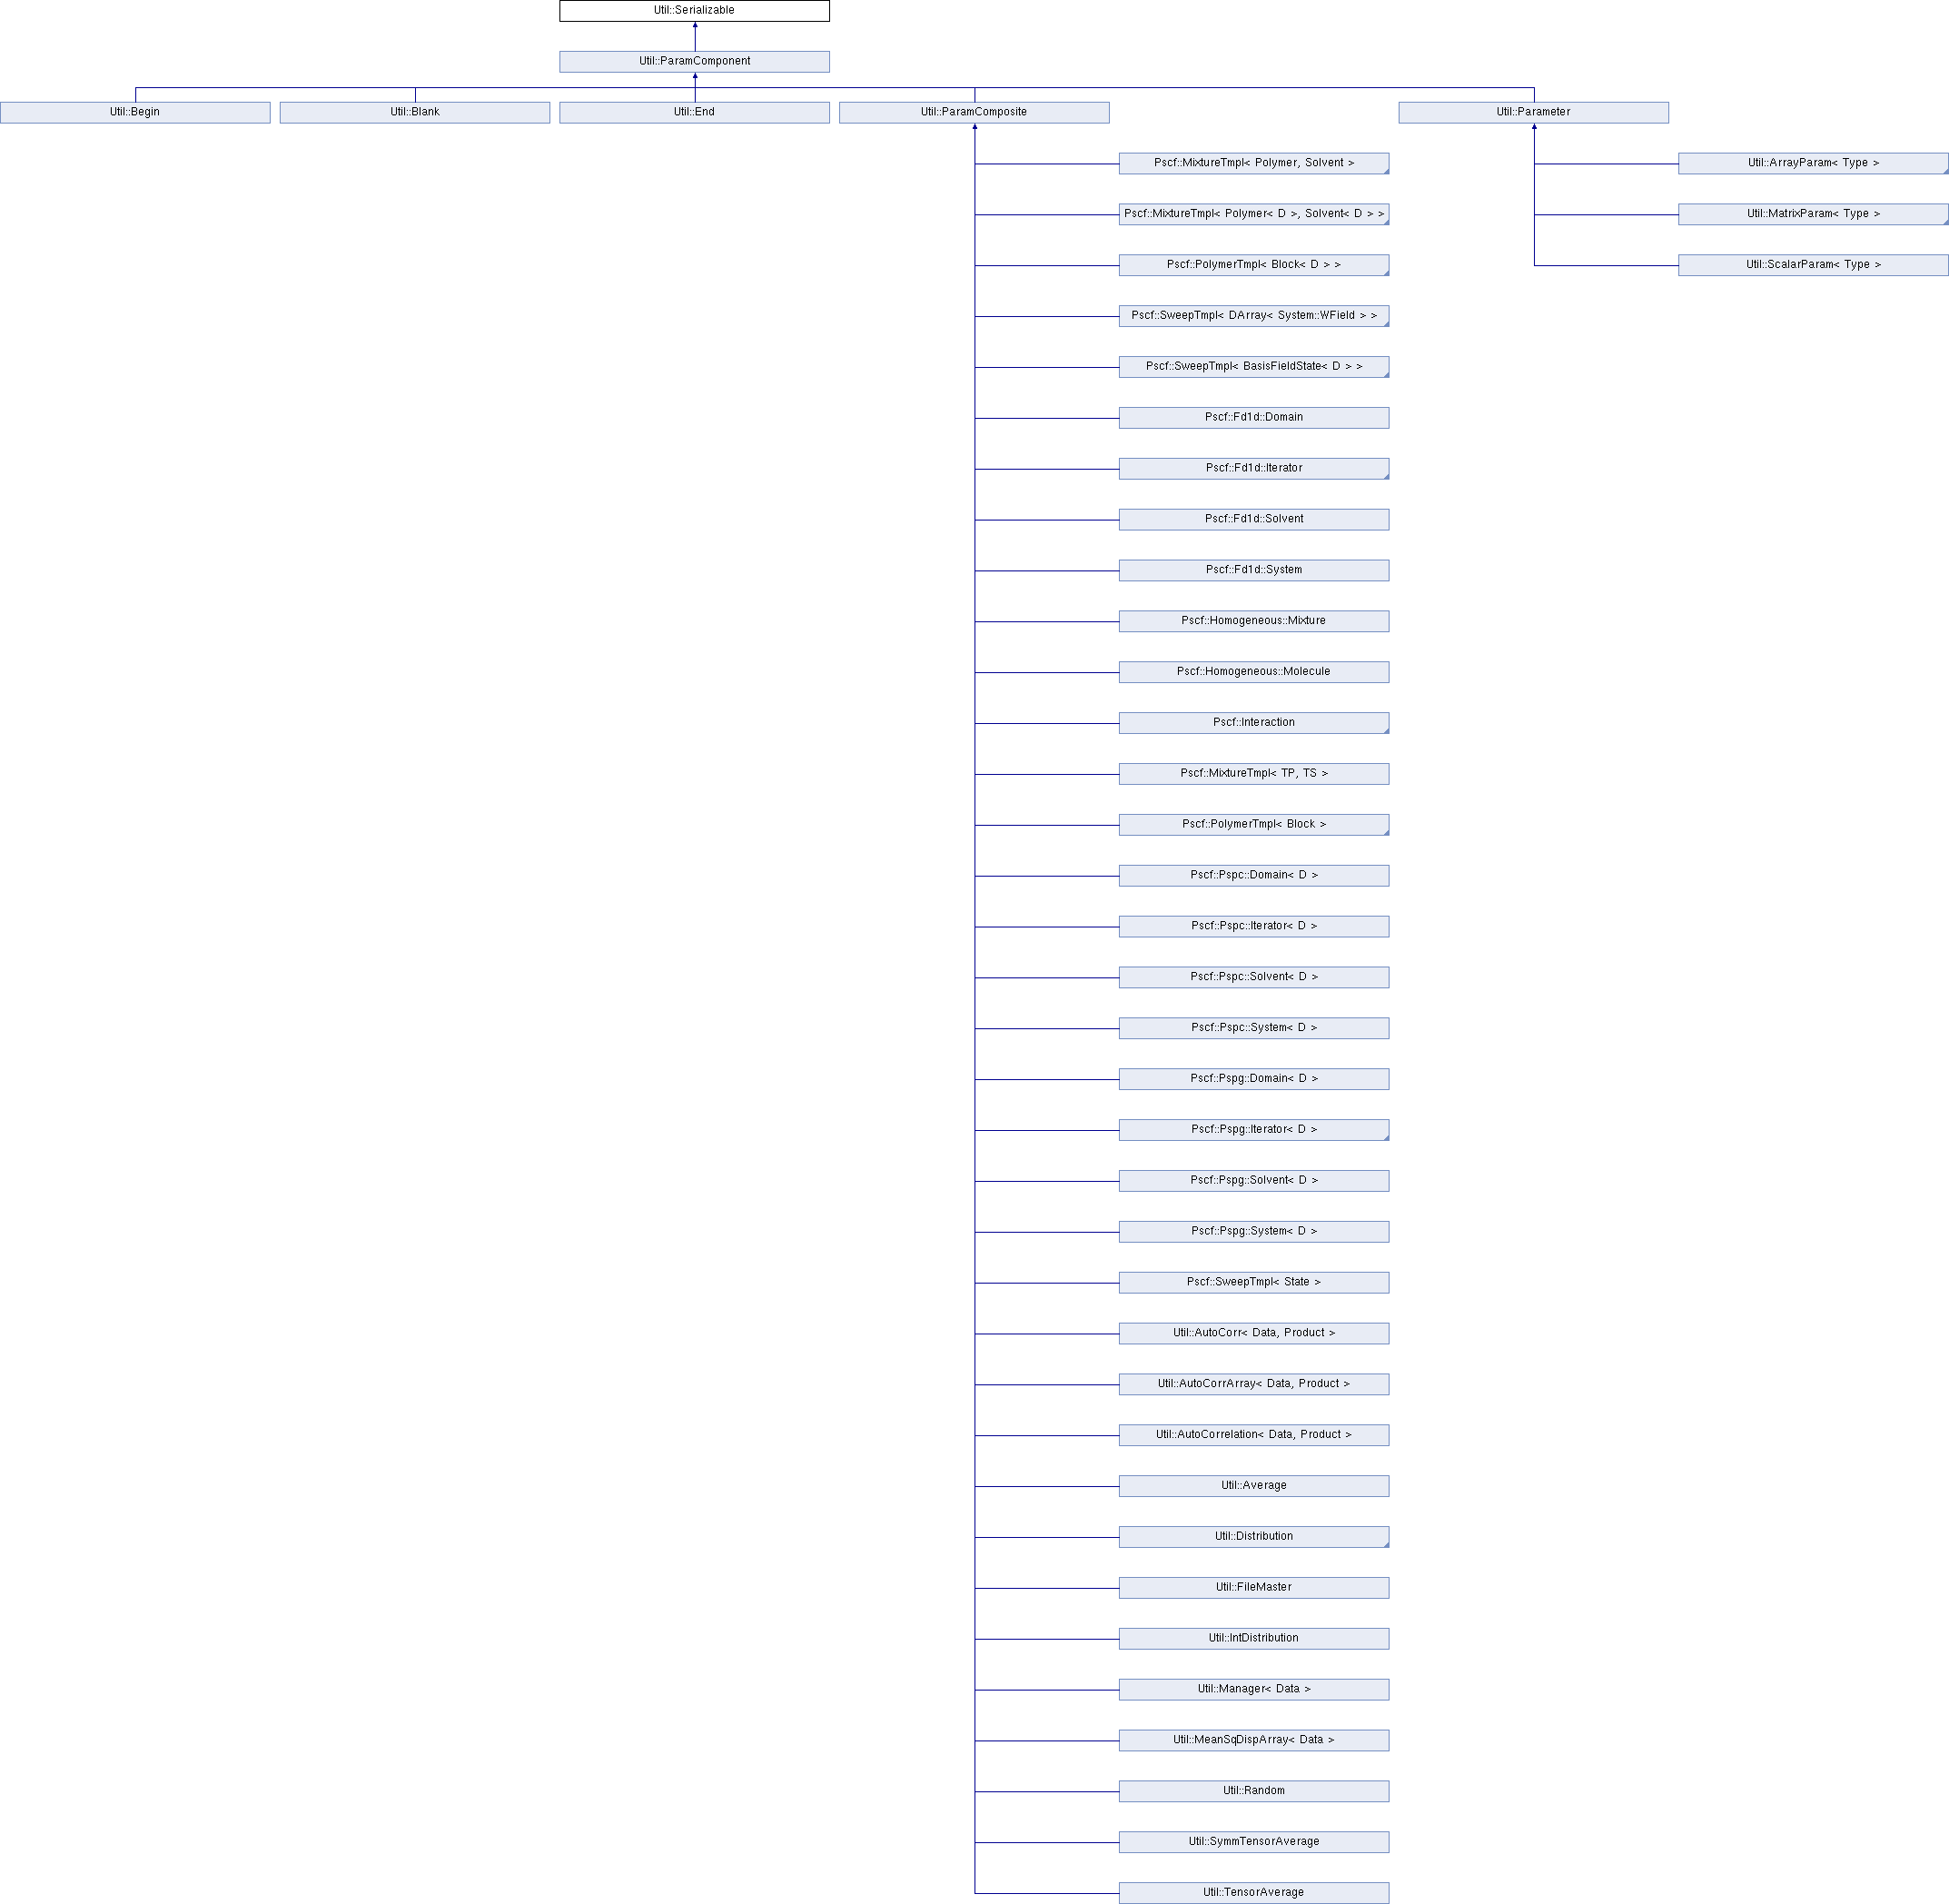 Util::Serializable
Util::ParamComponent
Util::Begin
Util::Blank
Util::End
Util::ParamComposite
Util::Parameter
Pscf::MixtureTmpl< Polymer, Solvent >
Util::ArrayParam< Type >
Pscf::MixtureTmpl< Polymer< D >, Solvent< D > >
Util::MatrixParam< Type >
Pscf::PolymerTmpl< Block< D > >
Util::ScalarParam< Type >
Pscf::SweepTmpl< DArray< System::WField > >
Pscf::SweepTmpl< BasisFieldState< D > >
Pscf::Fd1d::Domain
Pscf::Fd1d::Iterator
Pscf::Fd1d::Solvent
Pscf::Fd1d::System
Pscf::Homogeneous::Mixture
Pscf::Homogeneous::Molecule
Pscf::Interaction
Pscf::MixtureTmpl< TP, TS >
Pscf::PolymerTmpl< Block >
Pscf::Pspc::Domain< D >
Pscf::Pspc::Iterator< D >
Pscf::Pspc::Solvent< D >
Pscf::Pspc::System< D >
Pscf::Pspg::Domain< D >
Pscf::Pspg::Iterator< D >
Pscf::Pspg::Solvent< D >
Pscf::Pspg::System< D >
Pscf::SweepTmpl< State >
Util::AutoCorr< Data, Product >
Util::AutoCorrArray< Data, Product >
Util::AutoCorrelation< Data, Product >
Util::Average
Util::Distribution
Util::FileMaster
Util::IntDistribution
Util::Manager< Data >
Util::MeanSqDispArray< Data >
Util::Random
Util::SymmTensorAverage
Util::TensorAverage